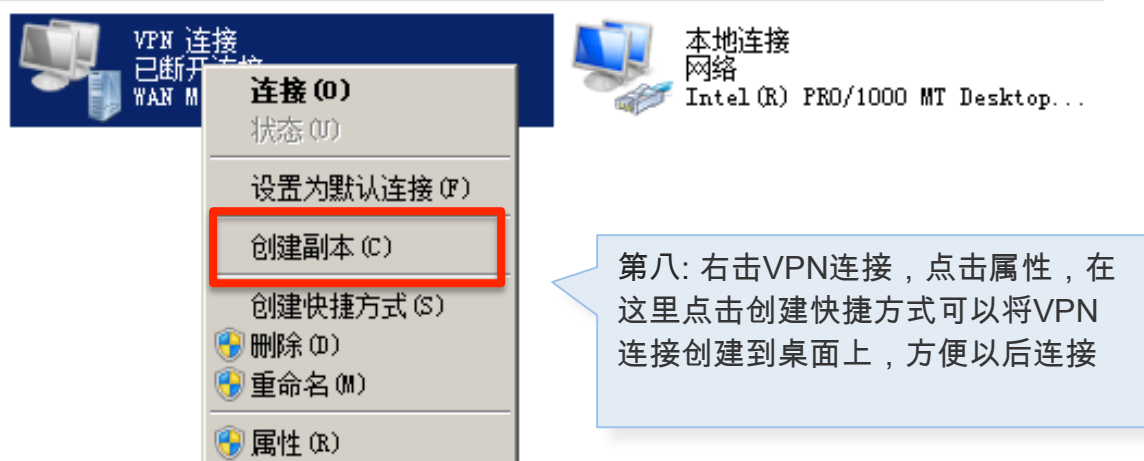 VPN 连接
已断开
WAN M
本地连接
网络
Intel(R) PRO/1000 MT Desktop...
连接(O)
状态(U)
设置为默认连接(F)
创建副本(C)
创建快捷方式(S)
删除(D)
重命名(M)
属性(R)
第八: 右击VPN连接，点击属性，在
这里点击创建快捷方式可以将VPN
连接创建到桌面上，方便以后连接